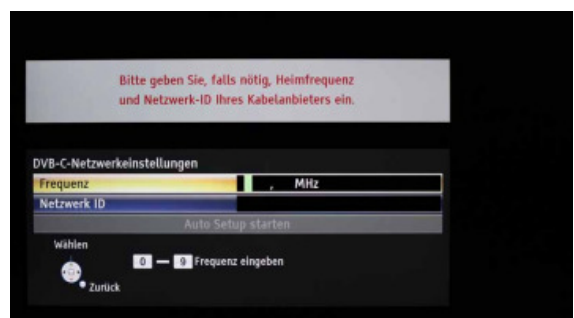 Bitte geben Sie, falls nötig, Heimfrequenz
und Netzwerk-ID Ihres Kabelanbieters ein.
DVB-C-Netzwerkeinstellungen
Frequenz , MHz
Netzwerk ID
Auto Setup starten
Wählen
0 — 9 Frequenz eingeben
Zurück